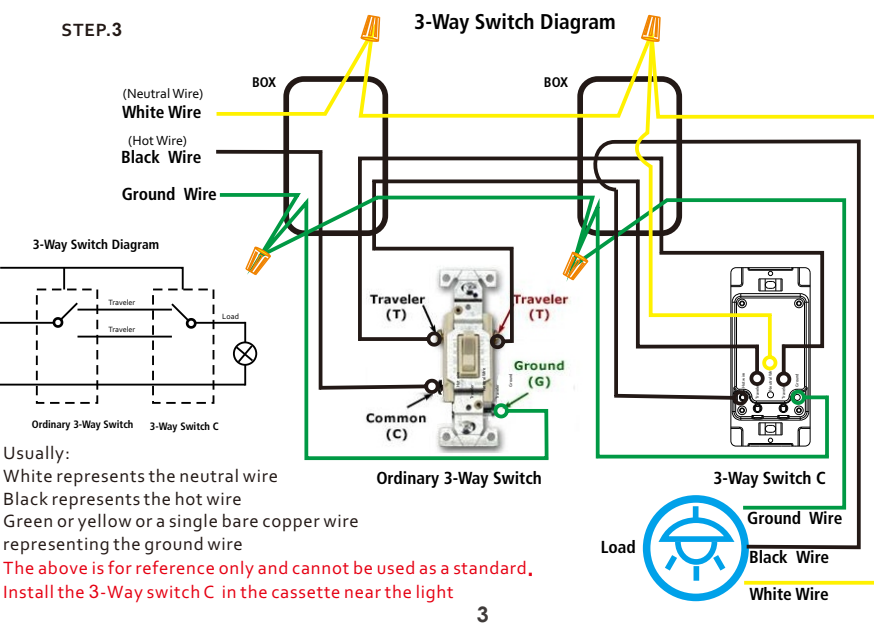 STEP.3
3-Way Switch Diagram
BOX
BOX
(Neutral Wire)
White Wire
(Hot Wire)
Black Wire
Ground Wire
3-Way Switch Diagram
Traveler
Traveler
Load
Ordinary 3-Way Switch
3-Way Switch C
Traveler
(T)
Traveler
(T)
Ground
(G)
Common
(C)
Ordinary 3-Way Switch
3-Way Switch C
Load
Ground Wire
Black Wire
White Wire
Usually:
White represents the neutral wire
Black represents the hot wire
Green or yellow or a single bare copper wire
representing the ground wire
The above is for reference only and cannot be used as a standard.
Install the 3-Way switch C in the cassette near the light
3